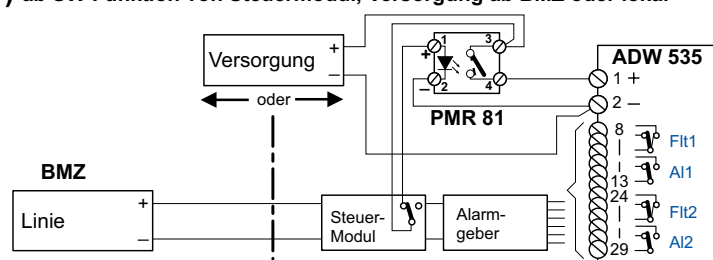 ) ab SW-Funktion von Steuermodul, Versorgung ab BMZ oder lokal
Versorgung
+
–
oder
1
3
+
–
2
4
PMR 81
ADW 535
1 +
2 –
8
Flt1
Al1
13
24
Flt2
Al2
29
BMZ
Linie
+
–
Steuer-
Modul
Alarm-
geber